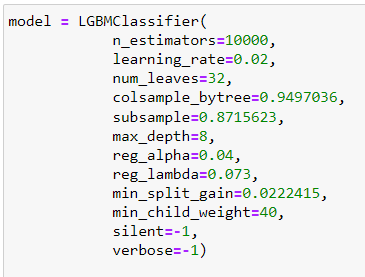 model = LGBMClassifier(
            n_estimators=10000,
            learning_rate=0.02,
            num_leaves=32,
            colsample_bytree=0.9497036,
            subsample=0.8715623,
            max_depth=8,
            reg_alpha=0.04,
            reg_lambda=0.073,
            min_split_gain=0.0222415,
            min_child_weight=40,
            silent=-1,
            verbose=-1)